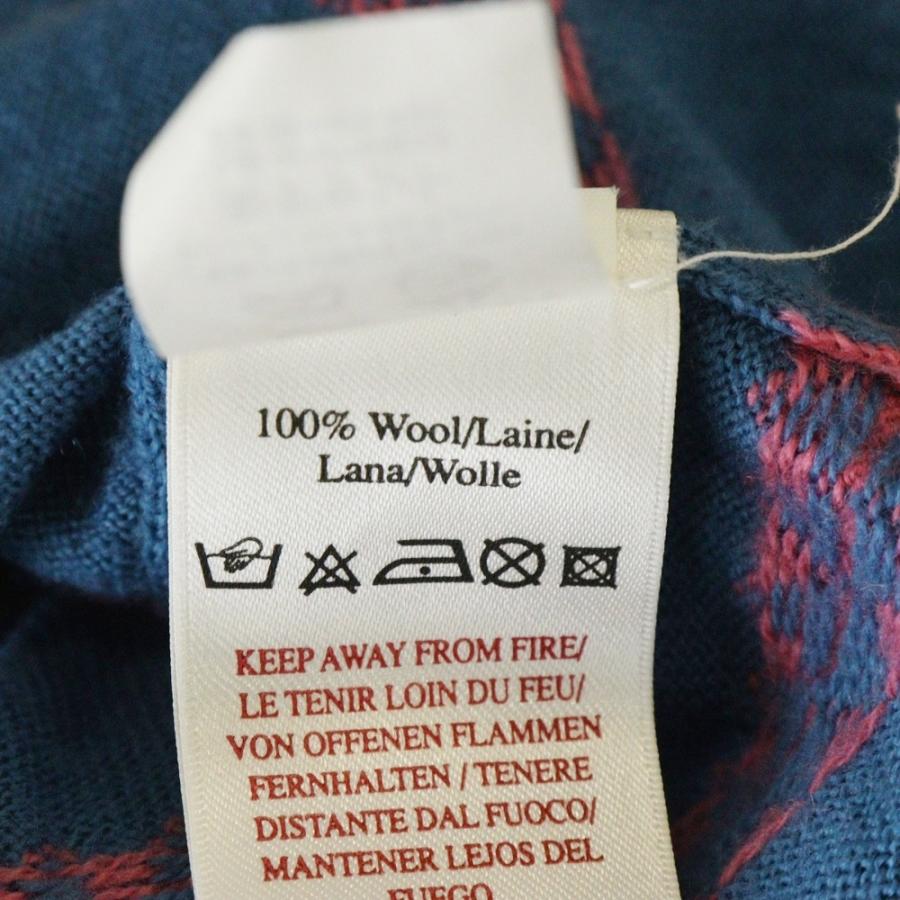 100% Wool/Laine/
Lana/Wolle
KEEP AWAY FROM FIRE/
LE TENIR LOIN DU FEU/
VON OFFENEN FLAMMEN
FERNHALTEN / TENERE
DISTANTE DAL FUOCO/
MANTENER LEJOS DEL
FUEGO